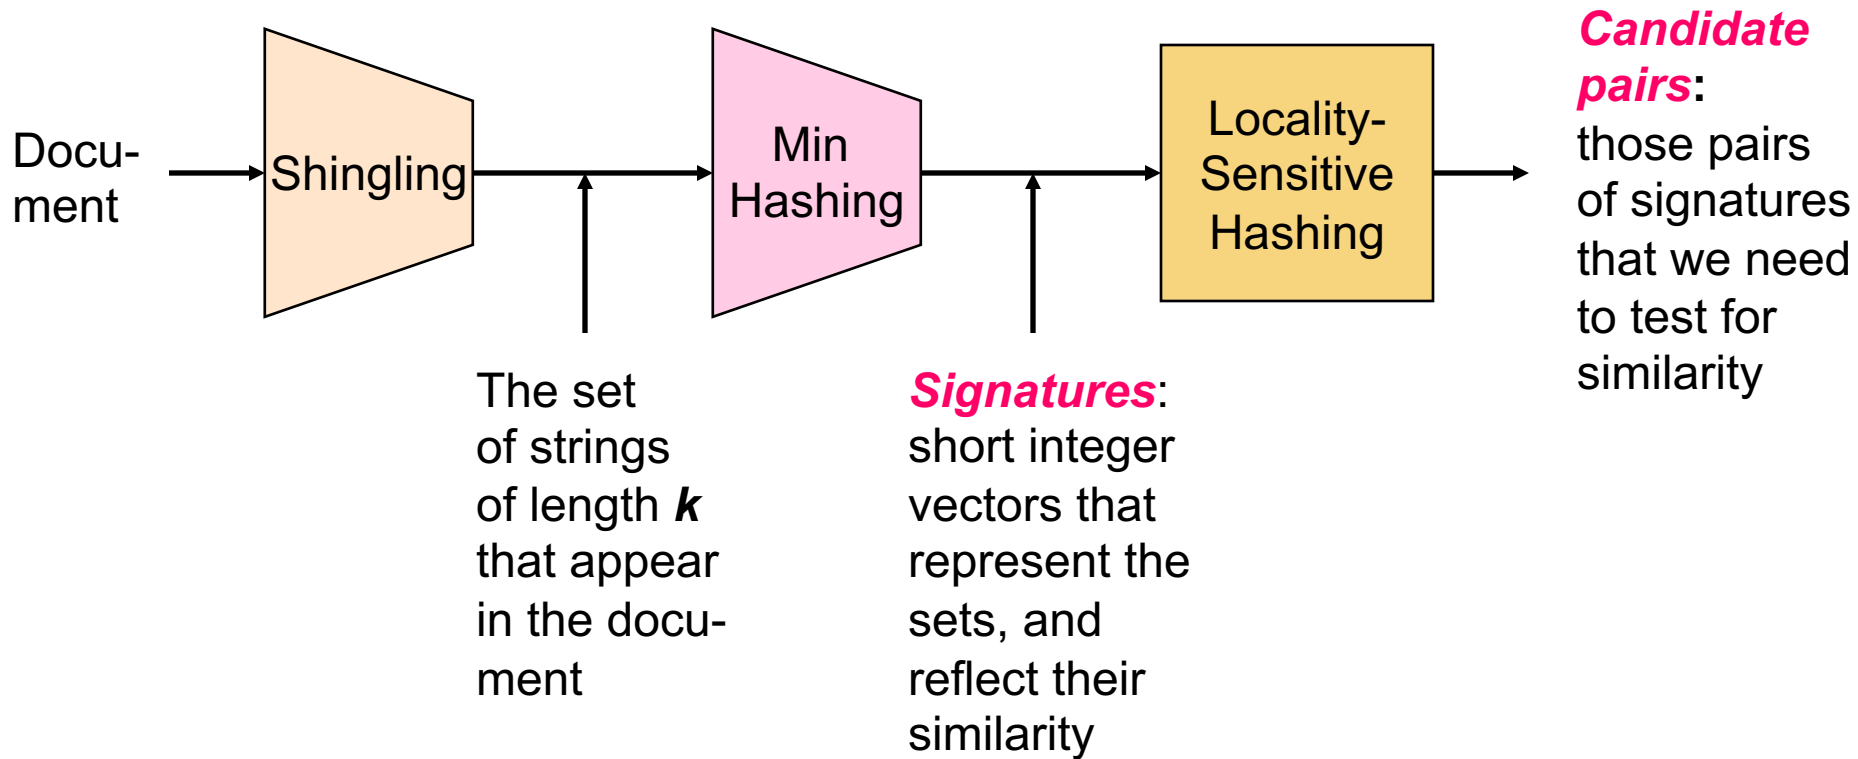 Docu-
ment
Shingling
The set
of strings
of length k
that appear
in the docu-
ment
Min
Hashing
Signatures:
short integer
vectors that
represent the
sets, and
reflect their
similarity
Locality-
Sensitive
Hashing
Candidate
pairs:
those pairs
of signatures
that we need
to test for
similarity